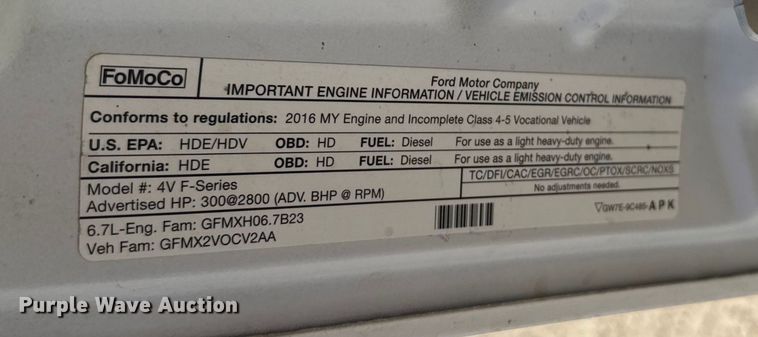 FoMoCo
Ford Motor Company
IMPORTANT ENGINE INFORMATION / VEHICLE EMISSION CONTROL INFORMATION
Conforms to regulations: 2016 MY Engine and Incomplete Class 4-5 Vocational Vehicle
U.S. EPA: HDE/HDV OBD: HD FUEL: Diesel For use as a light heavy-duty engine.
California: HDE OBD: HD FUEL: Diesel For use as a light heavy-duty engine.
Model #: 4V F-Series
Advertised HP: 300@2800 (ADV. BHP @ RPM)
TC/DFI/CAC/EGR/EGRC/OC/PTOX/SCRC/NOXS
No adjustments needed.
6.7L-Eng. Fam: GFMXH06.7B23
Veh Fam: GFMX2VOCV2AA
GW7E-9C485-APK
Purple Wave Auction